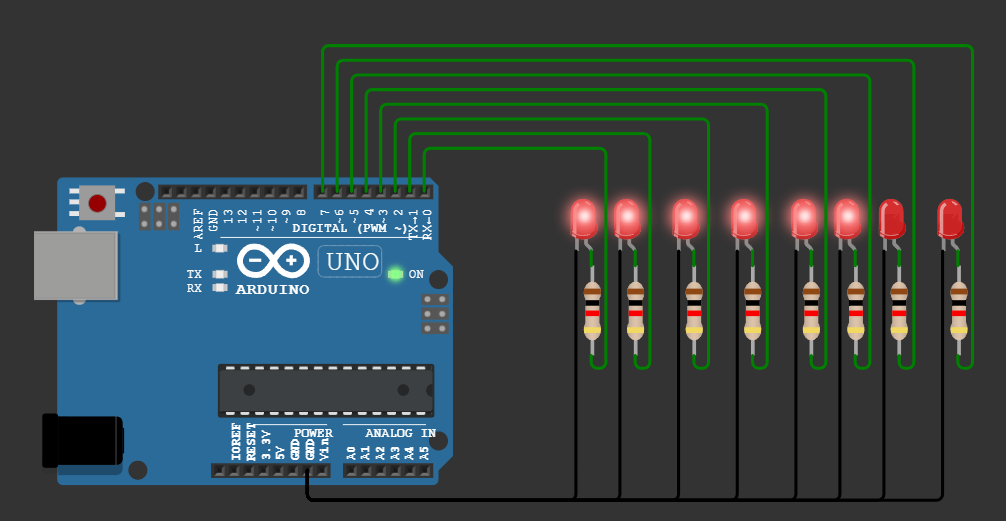 AREF
GND
13
12
~11
~10
~9
8
7
~6
~5
4
~3
2
TX→1
RX←0
DIGITAL (PWM ~)
L
TX
RX
UNO
ON
ARDUINO
POWER
ANALOG IN
IOREF
RESET
3.3V
5V
GND
GND
Vin
A0
A1
A2
A3
A4
A5